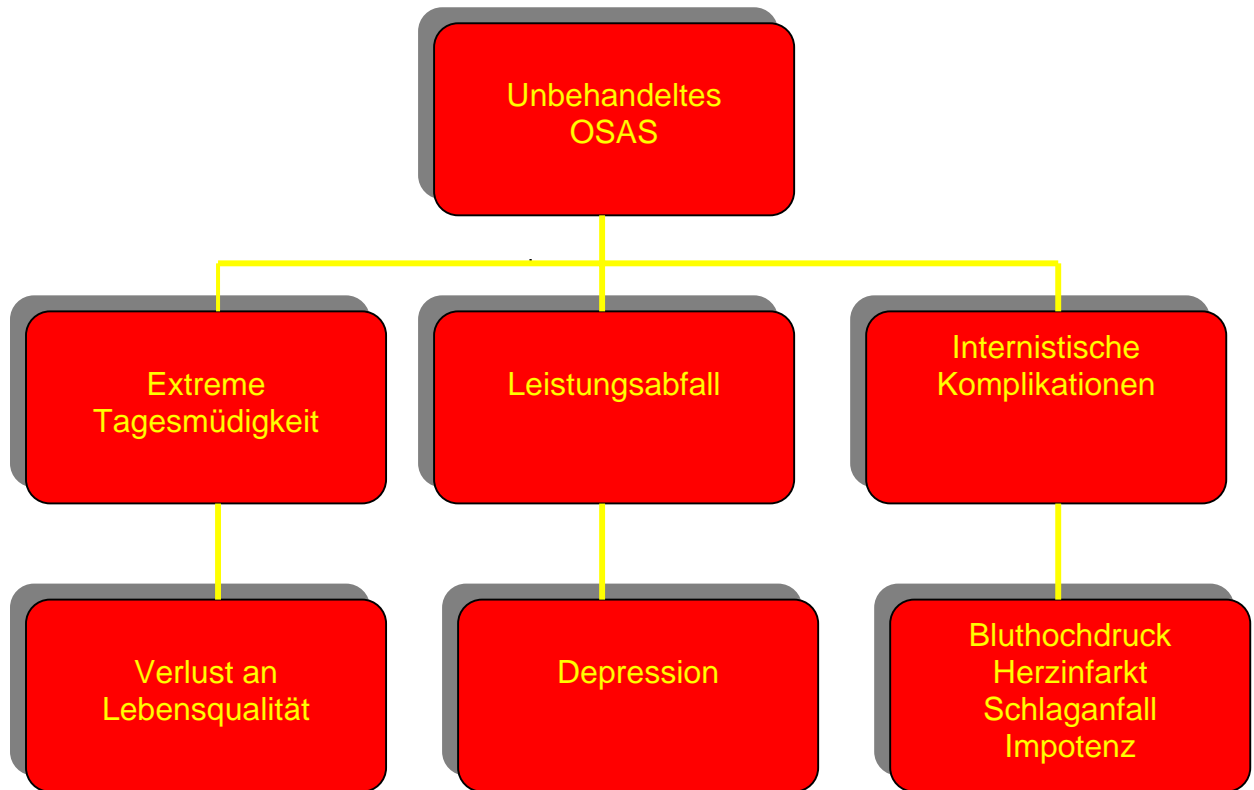 Unbehandeltes
OSAS
Extreme
Tagesmüdigkeit
Leistungsabfall
Internistische
Komplikationen
Verlust an
Lebensqualität
Depression
Bluthochdruck
Herzinfarkt
Schlaganfall
Impotenz